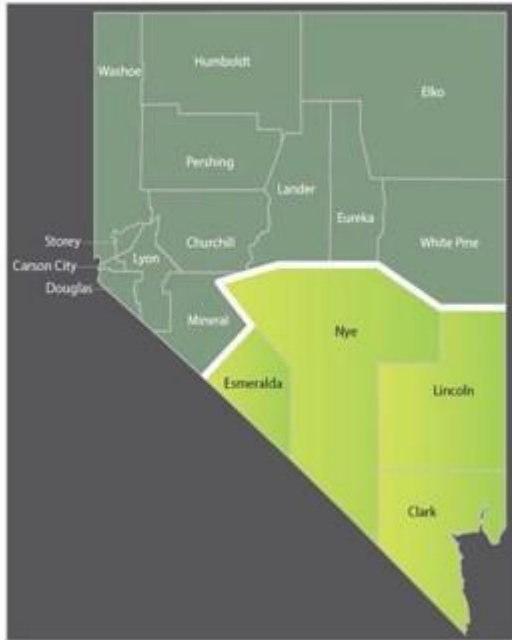 Washoe
Humboldt
Elko
Pershing
Lander
Eureka
White Pine
Storey
Carson City
Douglas
Lyon
Churchill
Mineral
Nye
Esmeralda
Lincoln
Clark